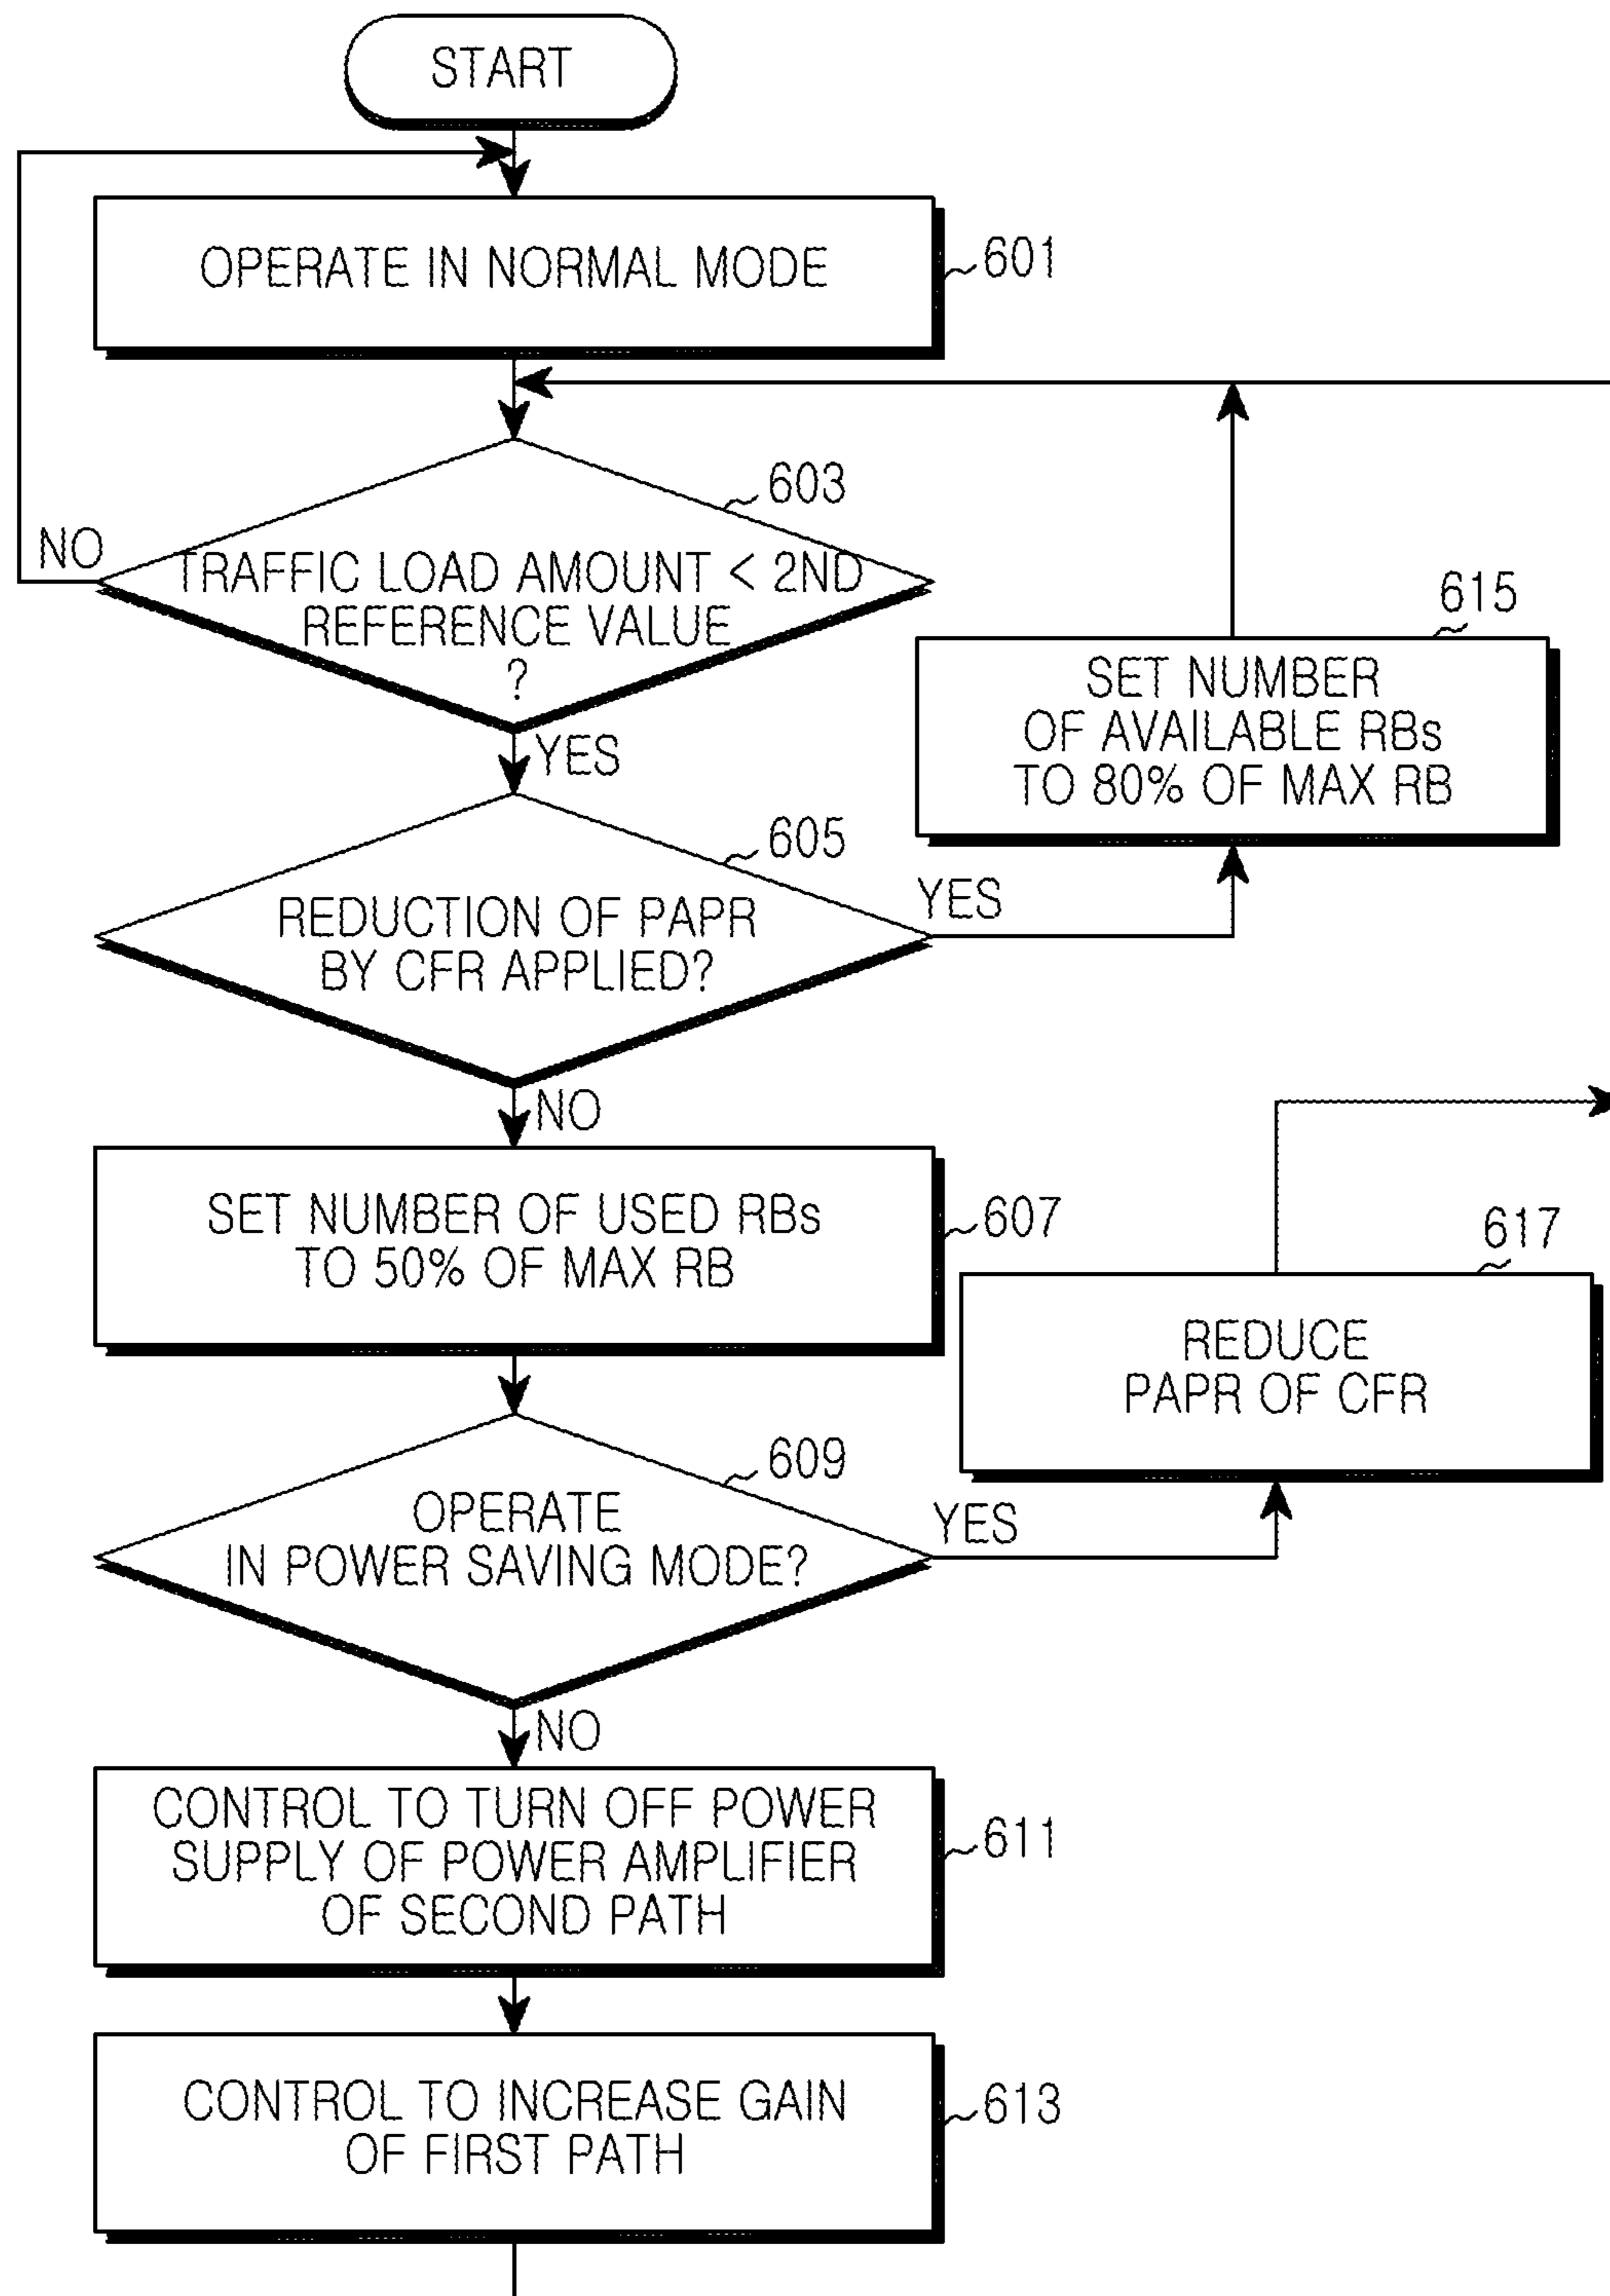 START
OPERATE IN NORMAL MODE
601
603
NO
TRAFFIC LOAD AMOUNT < 2ND
REFERENCE VALUE
?
YES
615
SET NUMBER
OF AVAILABLE RBs
TO 80% OF MAX RB
605
REDUCTION OF PAPR
BY CFR APPLIED?
YES
NO
SET NUMBER OF USED RBs
TO 50% OF MAX RB
607
617
REDUCE
PAPR OF CFR
609
OPERATE
IN POWER SAVING MODE?
YES
NO
CONTROL TO TURN OFF POWER
SUPPLY OF POWER AMPLIFIER
OF SECOND PATH
611
CONTROL TO INCREASE GAIN
OF FIRST PATH
613